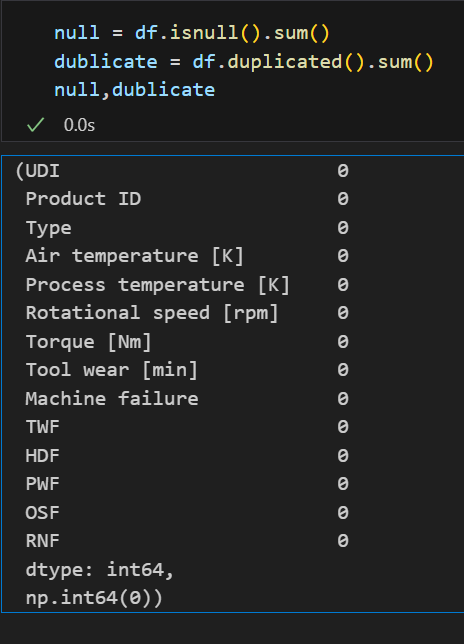 null = df.isnull().sum()
dublicate = df.duplicated().sum()
null,dublicate
0.0s
(UDI 0
Product ID 0
Type 0
Air temperature [K] 0
Process temperature [K] 0
Rotational speed [rpm] 0
Torque [Nm] 0
Tool wear [min] 0
Machine failure 0
TWF 0
HDF 0
PWF 0
OSF 0
RNF 0
dtype: int64,
np.int64(0))